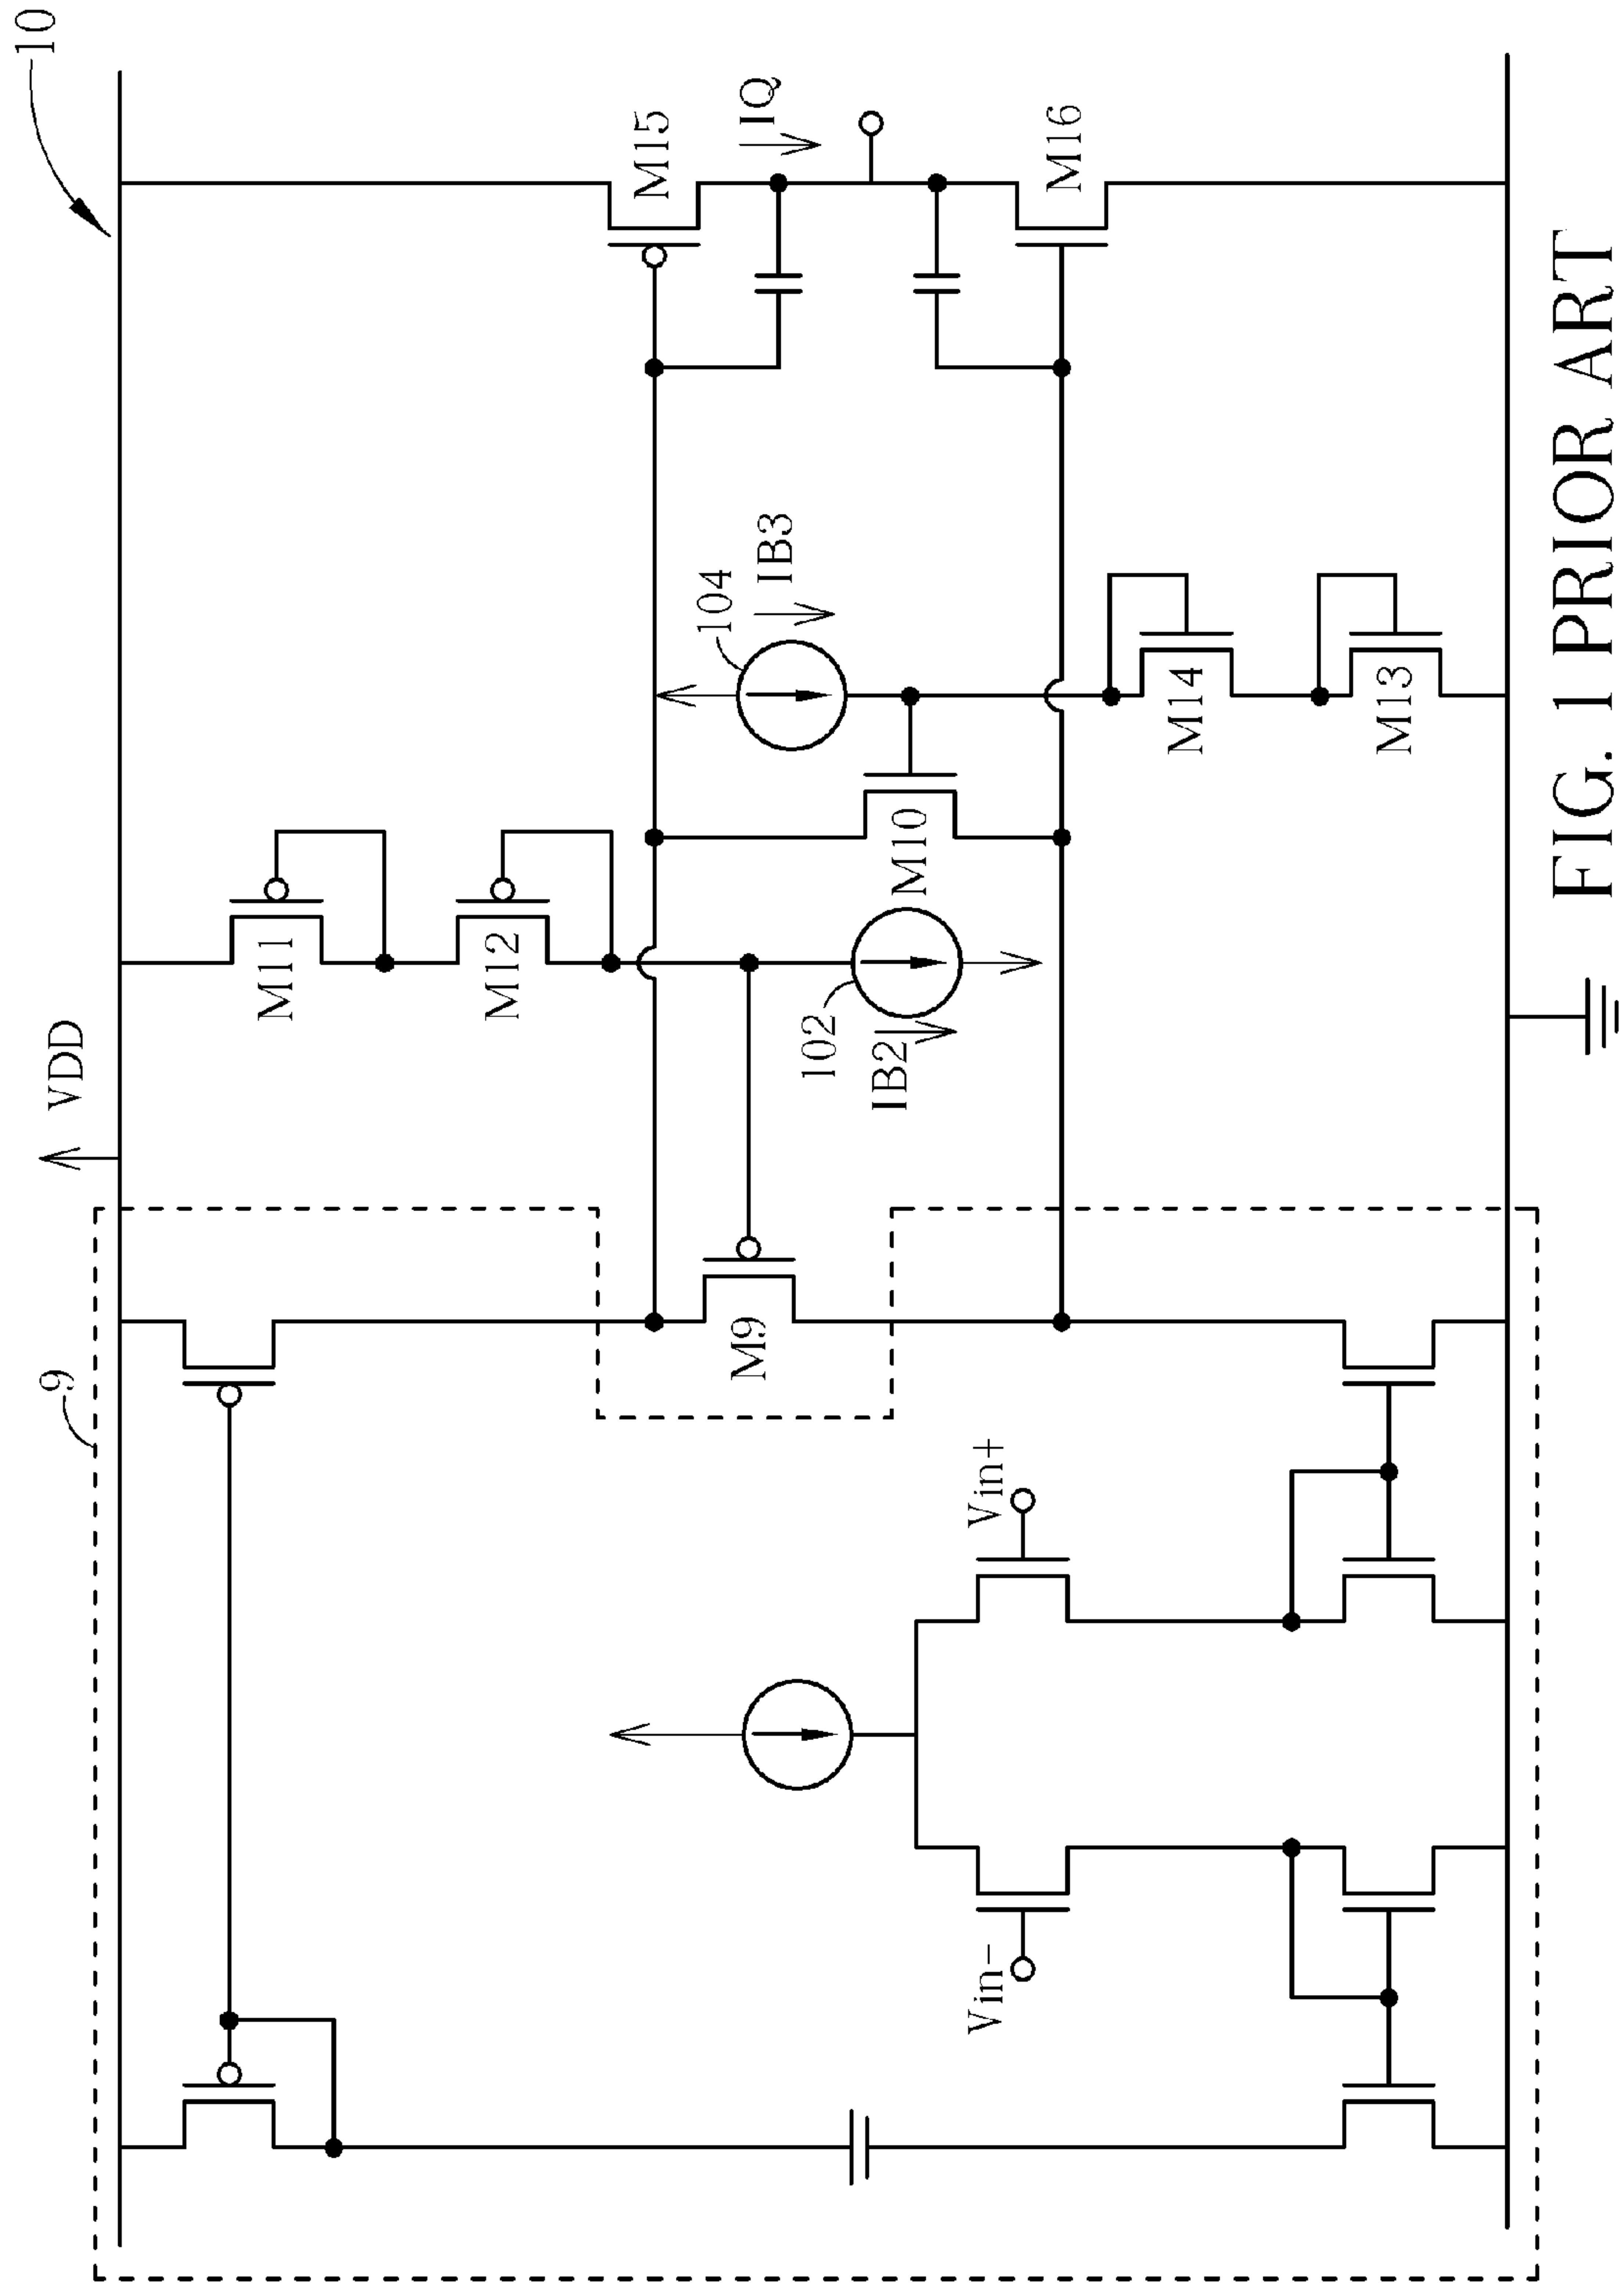 10
VDD
9
M11
M12
M15
IQ
104
IB3
102
IB2
M10
M9
M16
M14
M13
Vin-
Vin+
FIG. 1 PRIOR ART